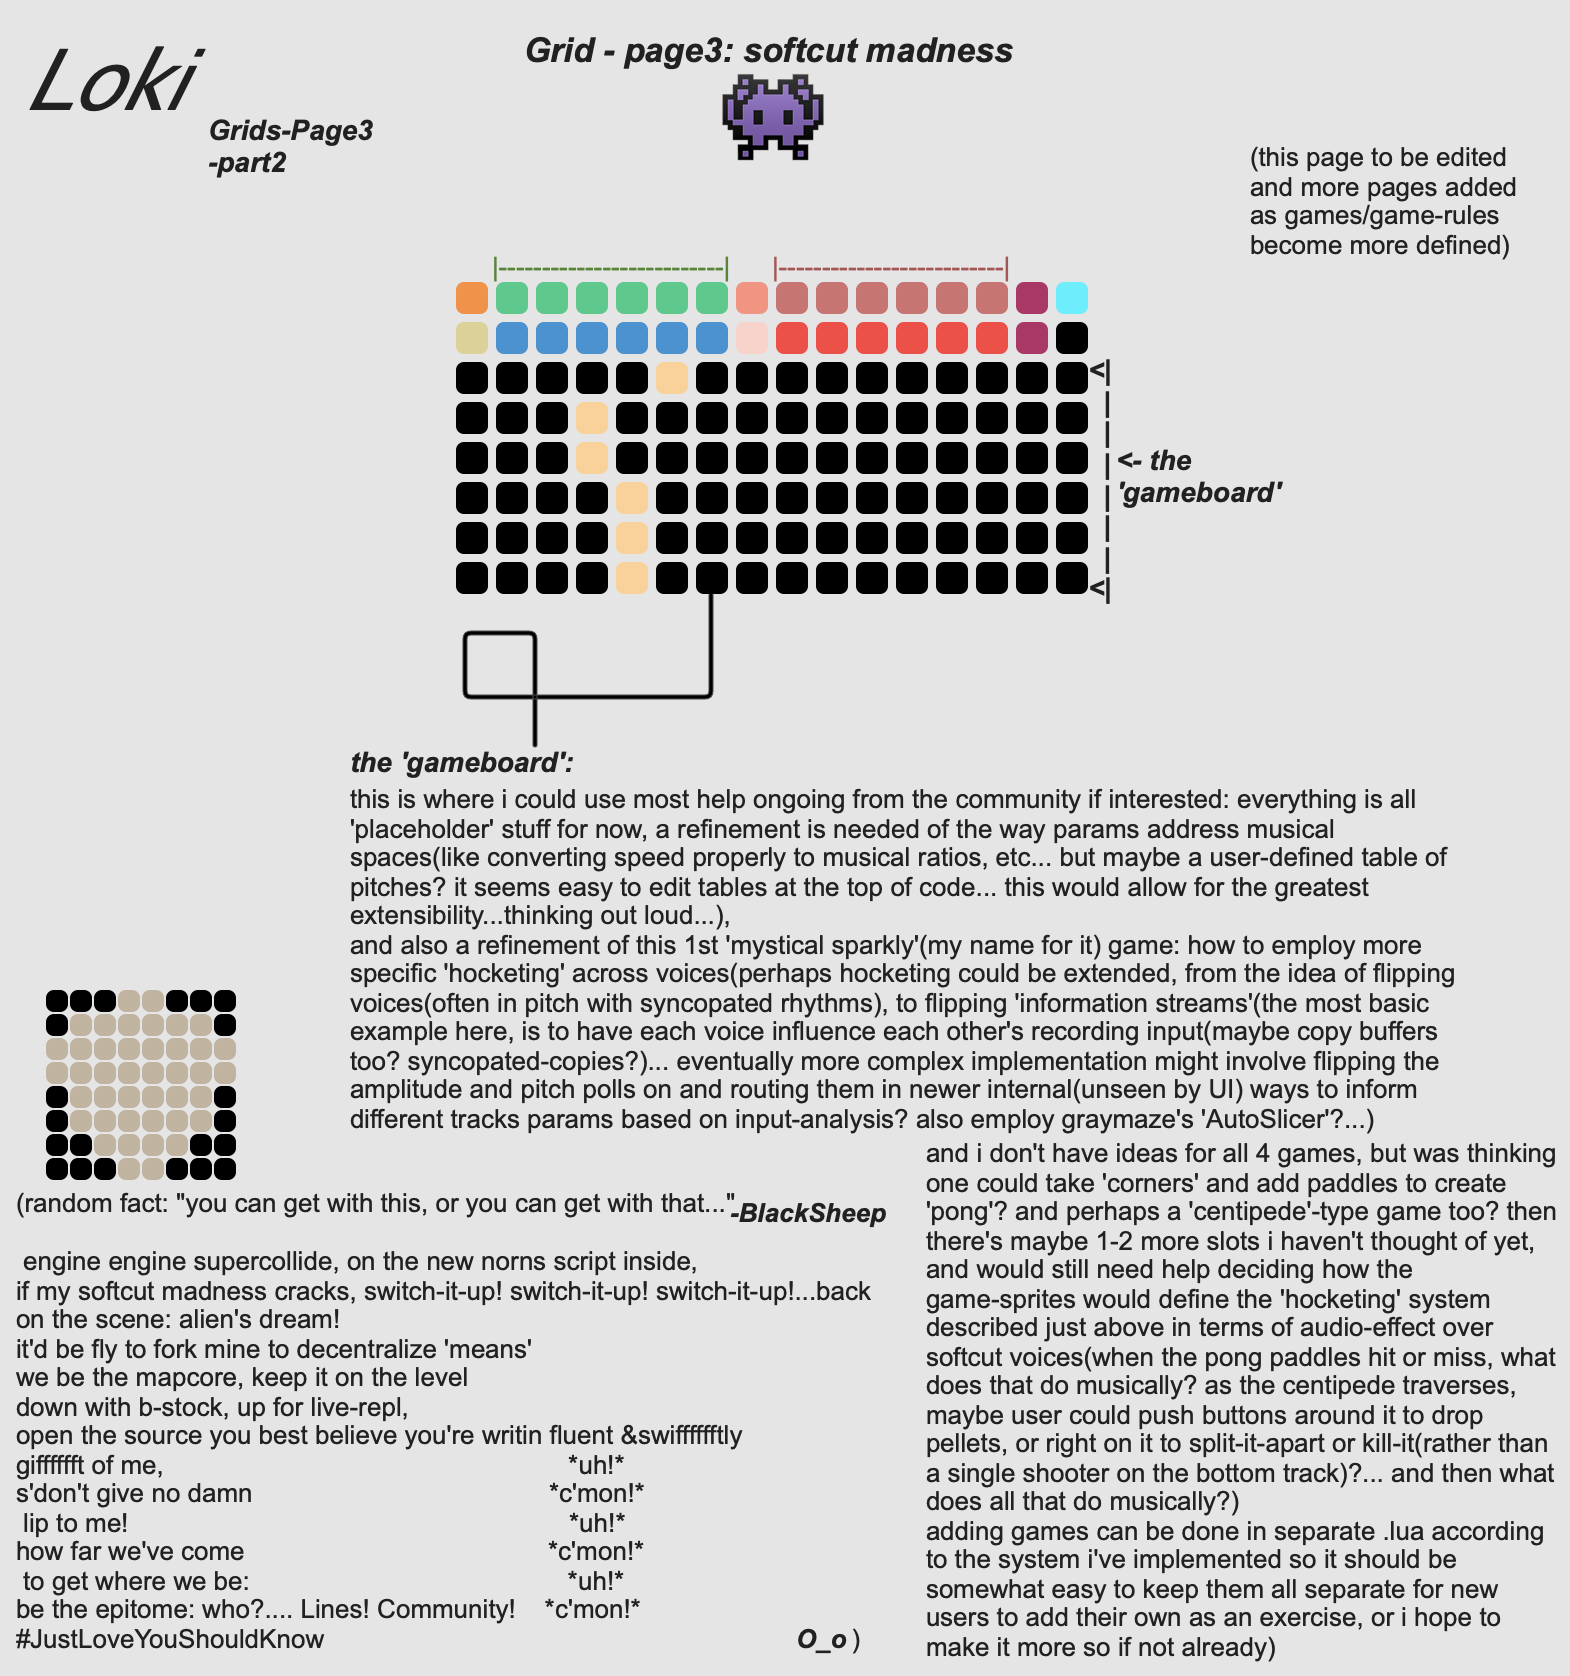 Loki
Grid - page3: softcut madness
Grids-Page3
-part2
(this page to be edited
and more pages added
as games/game-rules
become more defined)
<- the
'gameboard'
the 'gameboard':
this is where i could use most help ongoing from the community if interested: everything is all
'placeholder' stuff for now, a refinement is needed of the way params address musical
spaces(like converting speed properly to musical ratios, etc... but maybe a user-defined table of
pitches? it seems easy to edit tables at the top of code... this would allow for the greatest
extensibility...thinking out loud...),
and also a refinement of this 1st 'mystical sparkly'(my name for it) game: how to employ more
specific 'hocketing' across voices(perhaps hocketing could be extended, from the idea of flipping
voices(often in pitch with syncopated rhythms), to flipping 'information streams'(the most basic
example here, is to have each voice influence each other's recording input(maybe copy buffers
too? syncopated-copies?)... eventually more complex implementation might involve flipping the
amplitude and pitch polls on and routing them in newer internal(unseen by UI) ways to inform
different tracks params based on input-analysis? also employ graymaze's 'AutoSlicer'?...)
and i don't have ideas for all 4 games, but was thinking
one could take 'corners' and add paddles to create
'pong'? and perhaps a 'centipede'-type game too? then
there's maybe 1-2 more slots i haven't thought of yet,
and would still need help deciding how the
game-sprites would define the 'hocketing' system
described just above in terms of audio-effect over
softcut voices(when the pong paddles hit or miss, what
does that do musically? as the centipede traverses,
maybe user could push buttons around it to drop
pellets, or right on it to split-it-apart or kill-it(rather than
a single shooter on the bottom track)?... and then what
does all that do musically?)
adding games can be done in separate .lua according
to the system i've implemented so it should be
somewhat easy to keep them all separate for new
users to add their own as an exercise, or i hope to
make it more so if not already)
(random fact: "you can get with this, or you can get with that..."
-BlackSheep
engine engine supercollide, on the new norns script inside,
if my softcut madness cracks, switch-it-up! switch-it-up! switch-it-up!...back
on the scene: alien's dream!
it'd be fly to fork mine to decentralize 'means'
we be the mapcore, keep it on the level
down with b-stock, up for live-repl,
open the source you best believe you're writin fluent &swiffffftly
gifffffft of me, *uh!*
s'don't give no damn *c'mon!*
lip to me! *uh!*
how far we've come *c'mon!*
to get where we be: *uh!*
be the epitome: who?.... Lines! Community! *c'mon!*
#JustLoveYouShouldKnow O_o )